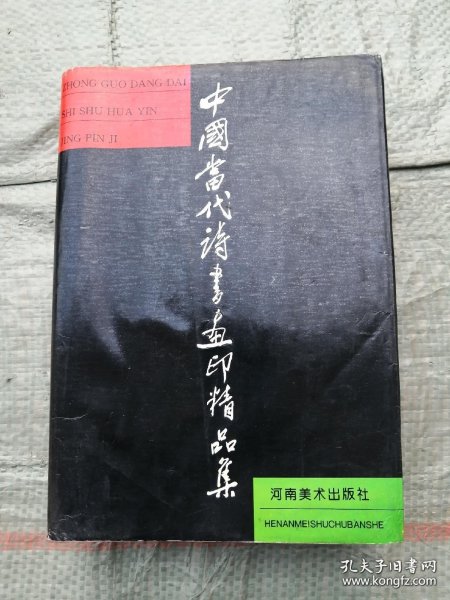 ZHONG GUO DANG DAI
SHI SHU HUA YIN
JING PIN JI
中國當代詩書画印精品集
河南美术出版社
HENANMEISHUCHUBANSHE
孔夫子旧书网
www.kongfz.com